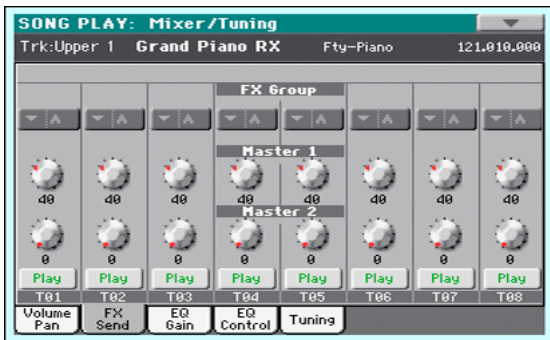 SONG PLAY: Mixer/Tuning
Trk:Upper 1 Grand Piano RX Fty-Piano 121.010.000
FX Group
A A A A A A A A
Master 1
40 40 40 40 40 40 40 40
Master 2
0 0 0 0 0 0 0 0
Play Play Play Play Play Play Play Play
T01 T02 T03 T04 T05 T06 T07 T08
Volume Pan FX Send EQ Gain EQ Control Tuning